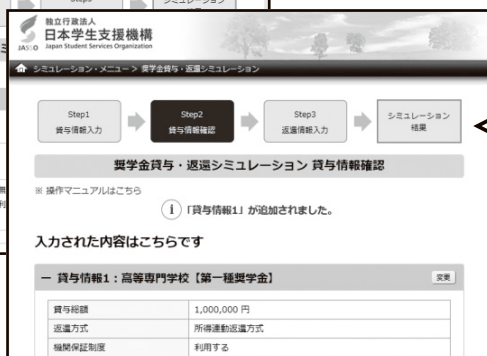 独立行政法人
日本学生支援機構
JASSO Japan Student Services Organization
シミュレーション・メニュー > 奨学金貸与・返還シミュレーション
Step1
貸与情報入力
Step2
貸与情報確認
Step3
返還情報入力
シミュレーション
結果
奨学金貸与・返還シミュレーション 貸与情報確認
※ 操作マニュアルはこちら
i 「貸与情報1」が追加されました。
入力された内容はこちらです
ー 貸与情報1：高等専門学校【第一種奨学金】 変更
貸与総額 1,000,000 円
返還方式 所得連動返還方式
機関保証制度 利用する